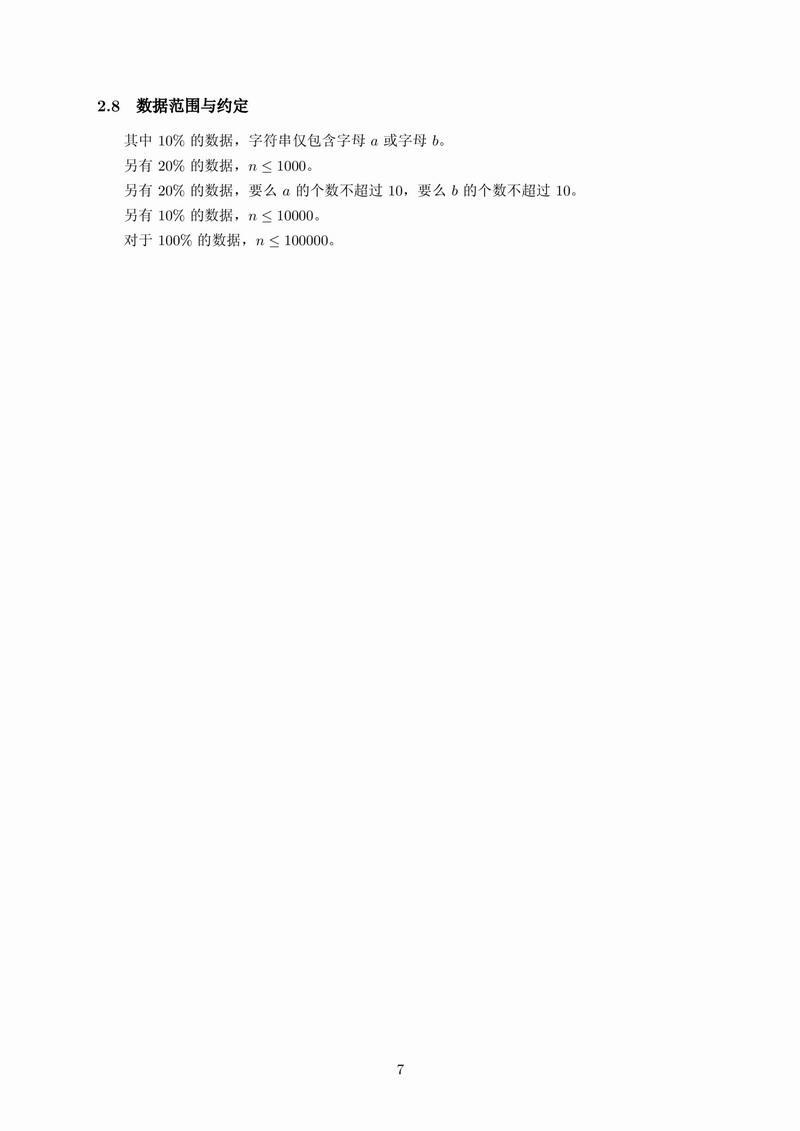 2.8 数据范围与约定
其中 10% 的数据，字符串仅包含字母 a 或字母 b。
另有 20% 的数据，n ≤ 1000。
另有 20% 的数据，要么 a 的个数不超过 10，要么 b 的个数不超过 10。
另有 10% 的数据，n ≤ 10000。
对于 100% 的数据，n ≤ 100000。
7